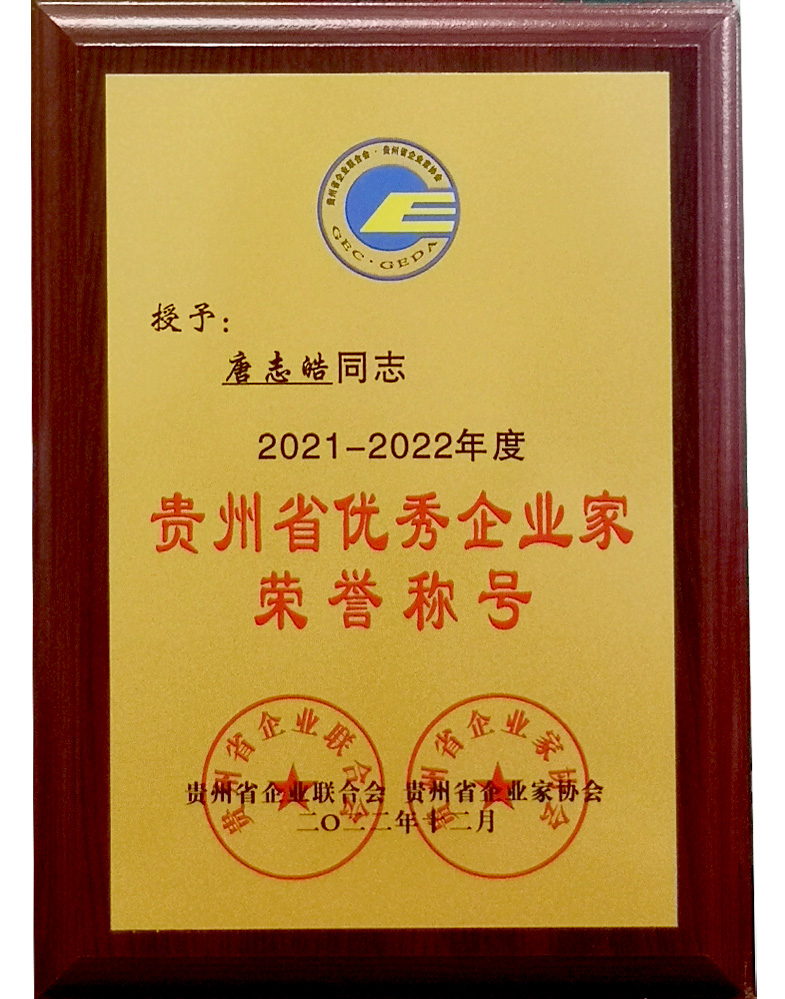 贵州省企业联合会·贵州省企业家协会
GEC·GEDA
授予：
唐志皓同志
2021-2022年度
贵州省优秀企业家
荣誉称号
贵州省企业联合会
贵州省企业家协会
贵州省企业联合会 贵州省企业家协会
二〇二二年十二月